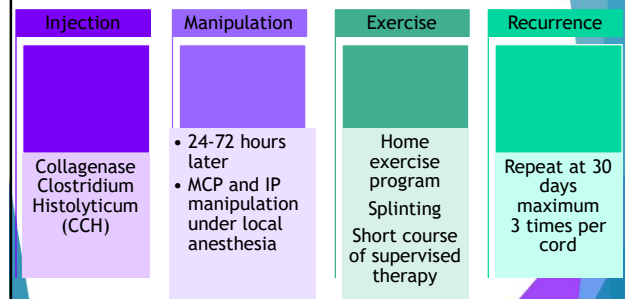 Injection
Collagenase
Clostridium
Histolyticum
(CCH)
Manipulation
• 24-72 hours
later
• MCP and IP
manipulation
under local
anesthesia
Exercise
Home
exercise
program
Splinting
Short course
of supervised
therapy
Recurrence
Repeat at 30
days
maximum
3 times per
cord